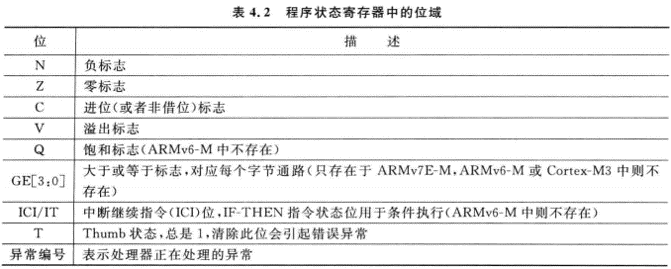 表 4.2 程序状态寄存器中的位域
位 描 述
N 负标志
Z 零标志
C 进位(或者非借位)标志
V 溢出标志
Q 饱和标志(ARMv6-M 中不存在)
GE[3:0] 大于或等于标志,对应每个字节通路(只存在于 ARMv7E-M,ARMv6-M 或 Cortex-M3 中则不
存在)
ICI/IT 中断继续指令(ICI)位,IF-THEN 指令状态位用于条件执行(ARMv6-M 中则不存在)
T Thumb 状态,总是 1,清除此位会引起错误异常
异常编号 表示处理器正在处理的异常